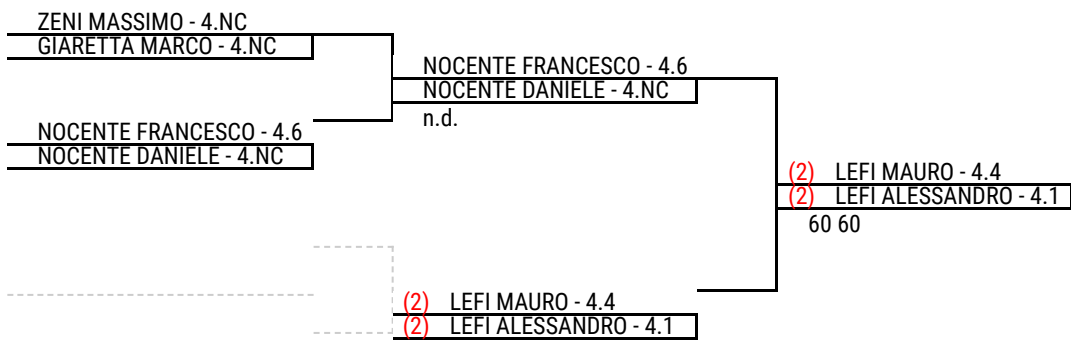 ZENI MASSIMO - 4.NC
GIARETTA MARCO - 4.NC
NOCENTE FRANCESCO - 4.6
NOCENTE DANIELE - 4.NC
n.d.
NOCENTE FRANCESCO - 4.6
NOCENTE DANIELE - 4.NC
(2) LEFI MAURO - 4.4
(2) LEFI ALESSANDRO - 4.1
60 60
(2) LEFI MAURO - 4.4
(2) LEFI ALESSANDRO - 4.1